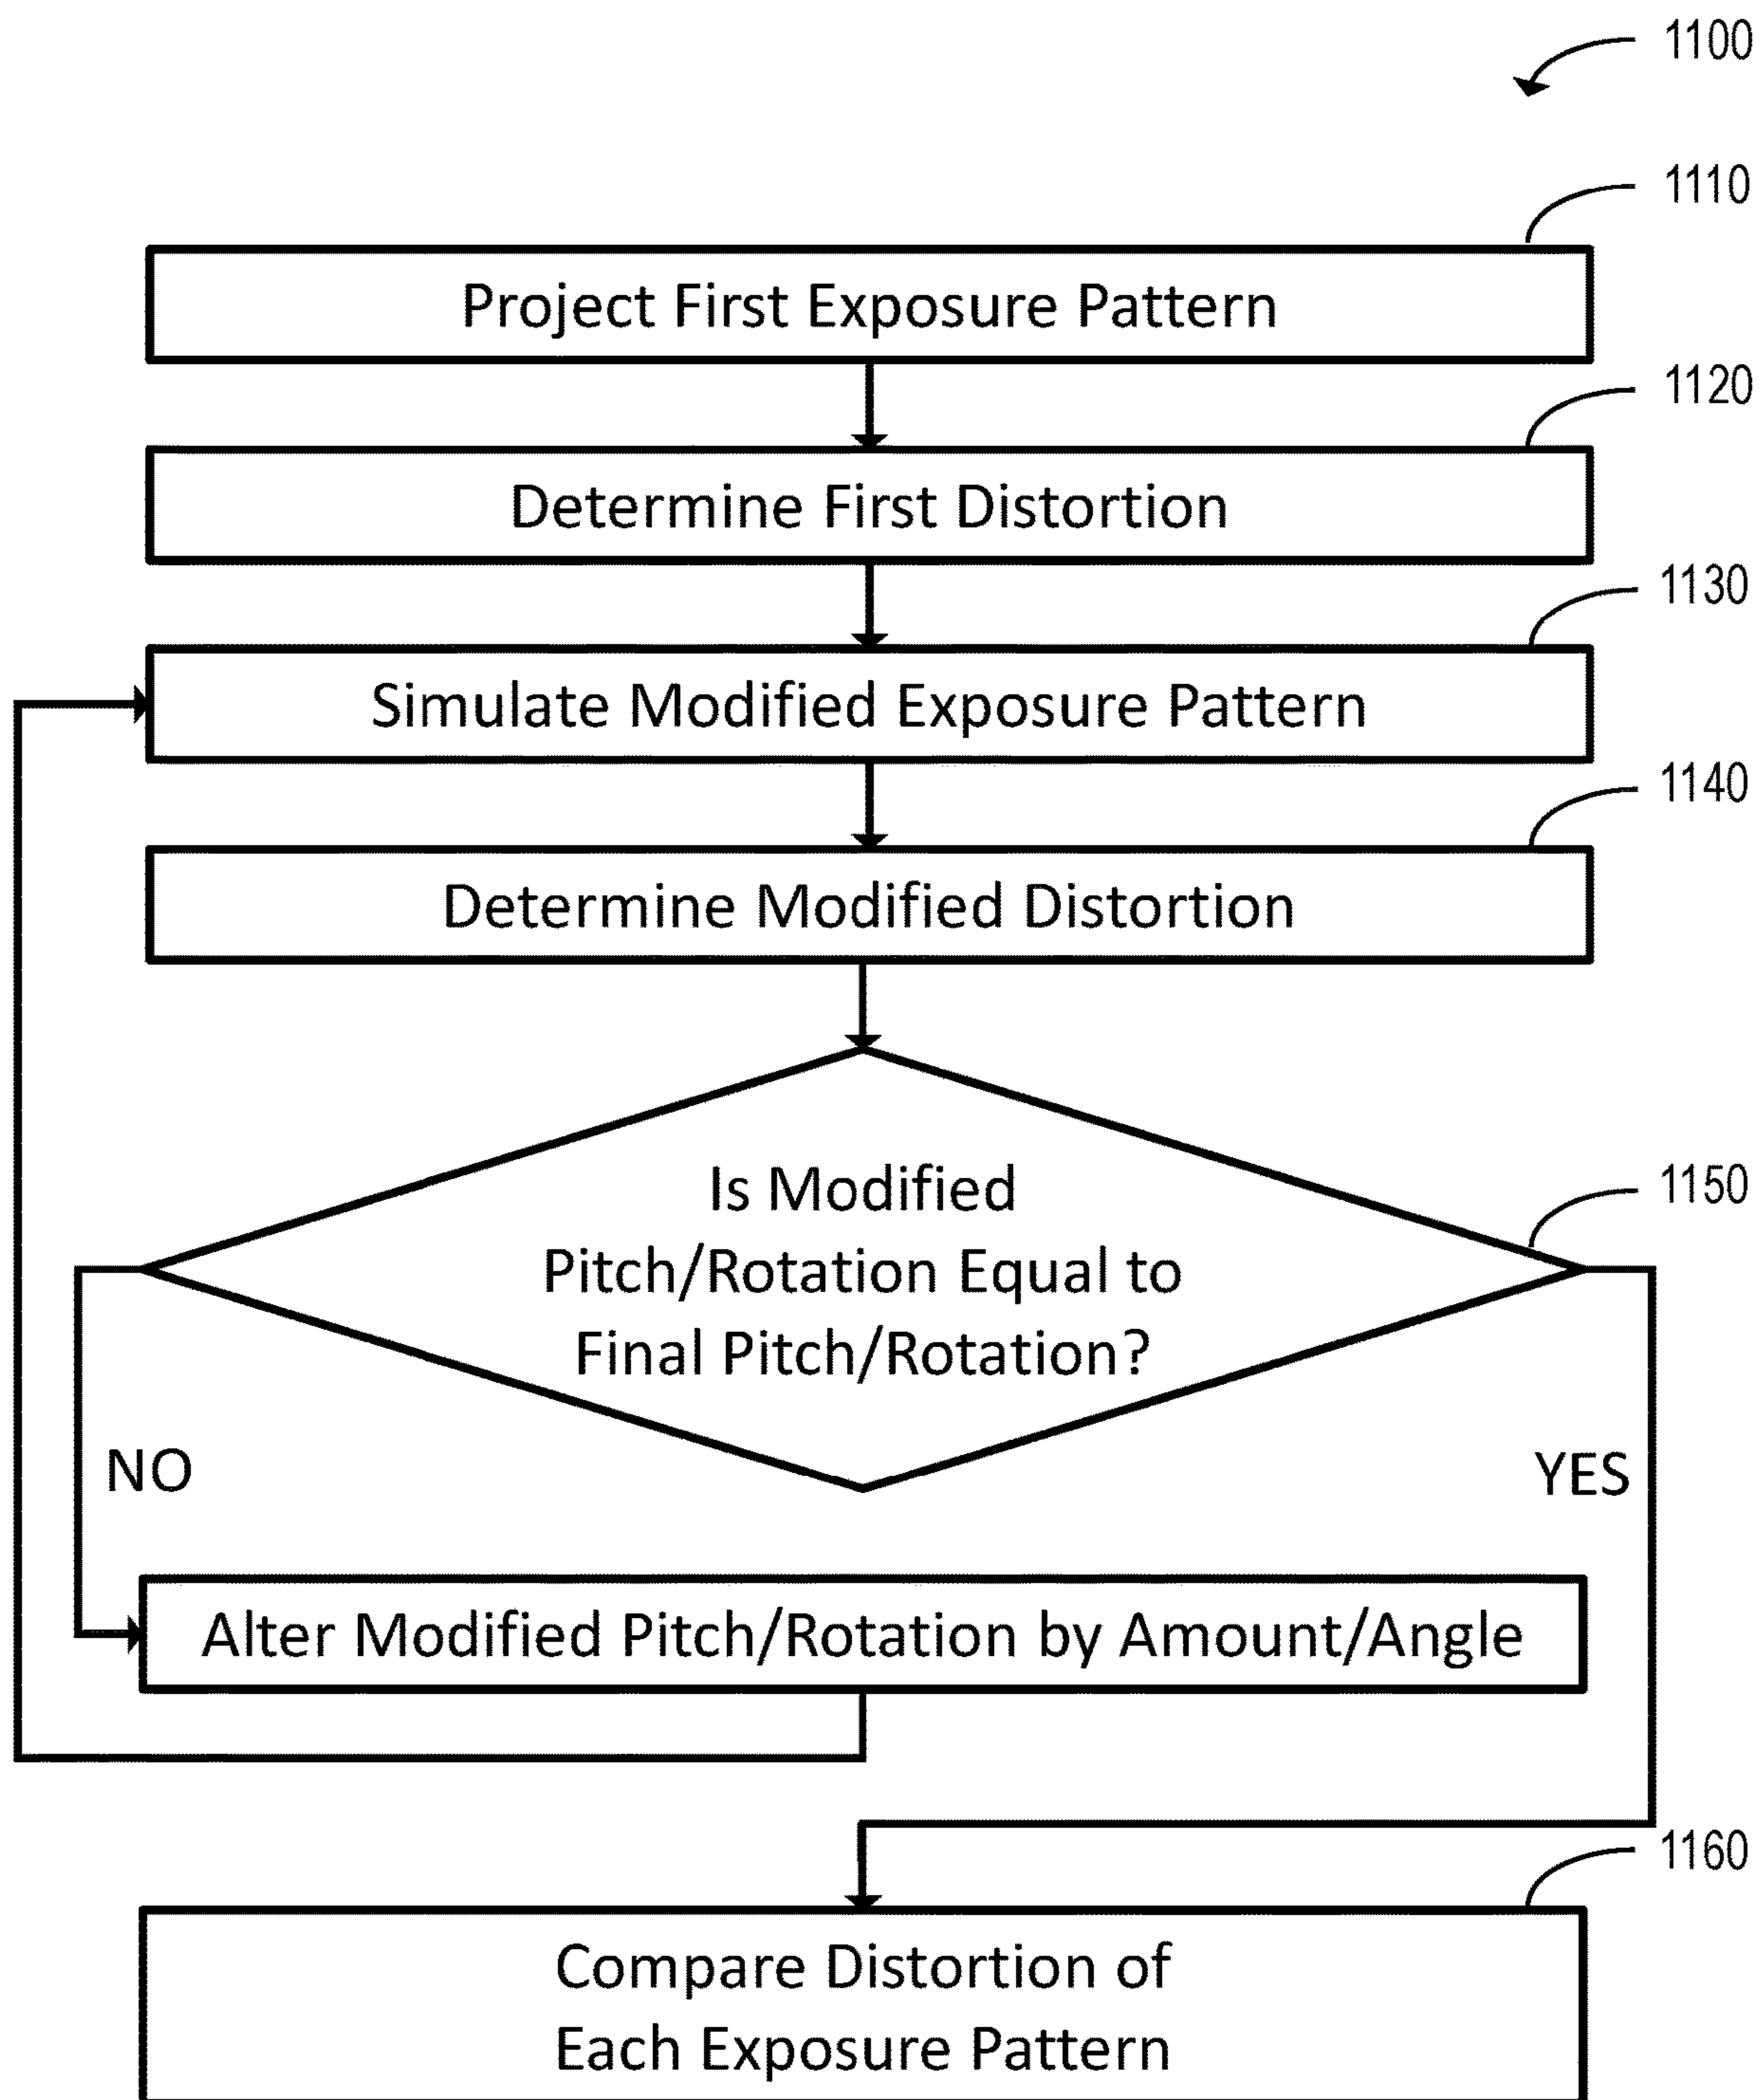 1100
1110
Project First Exposure Pattern
1120
Determine First Distortion
1130
Simulate Modified Exposure Pattern
1140
Determine Modified Distortion
1150
Is Modified
Pitch/Rotation Equal to
Final Pitch/Rotation?
NO
YES
Alter Modified Pitch/Rotation by Amount/Angle
1160
Compare Distortion of
Each Exposure Pattern